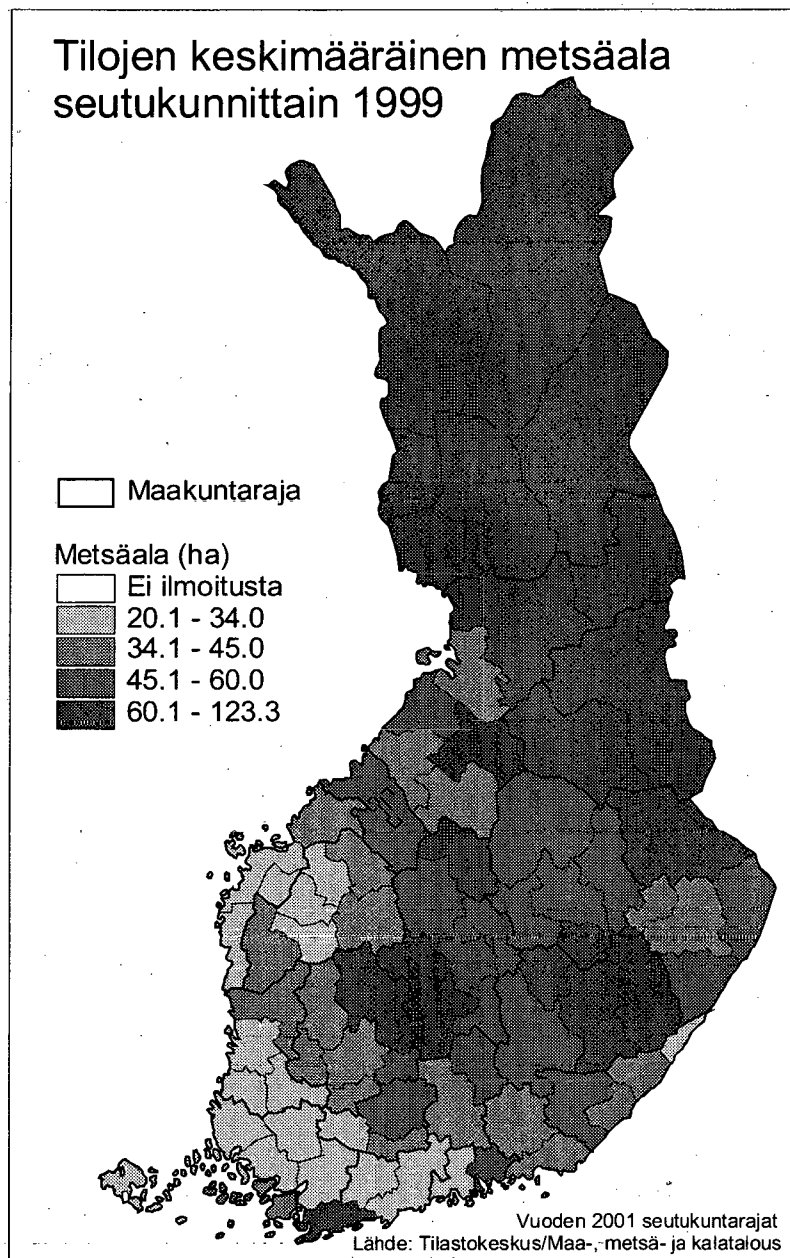 Tilojen keskimääräinen metsäala
seutukunnittain 1999
Maakuntaraja
Metsäala (ha)
Ei ilmoitusta
20.1 - 34.0
34.1 - 45.0
45.1 - 60.0
60.1 - 123.3
Vuoden 2001 seutukuntarajat
Lähde: Tilastokeskus/Maa-, metsä- ja kalatalous